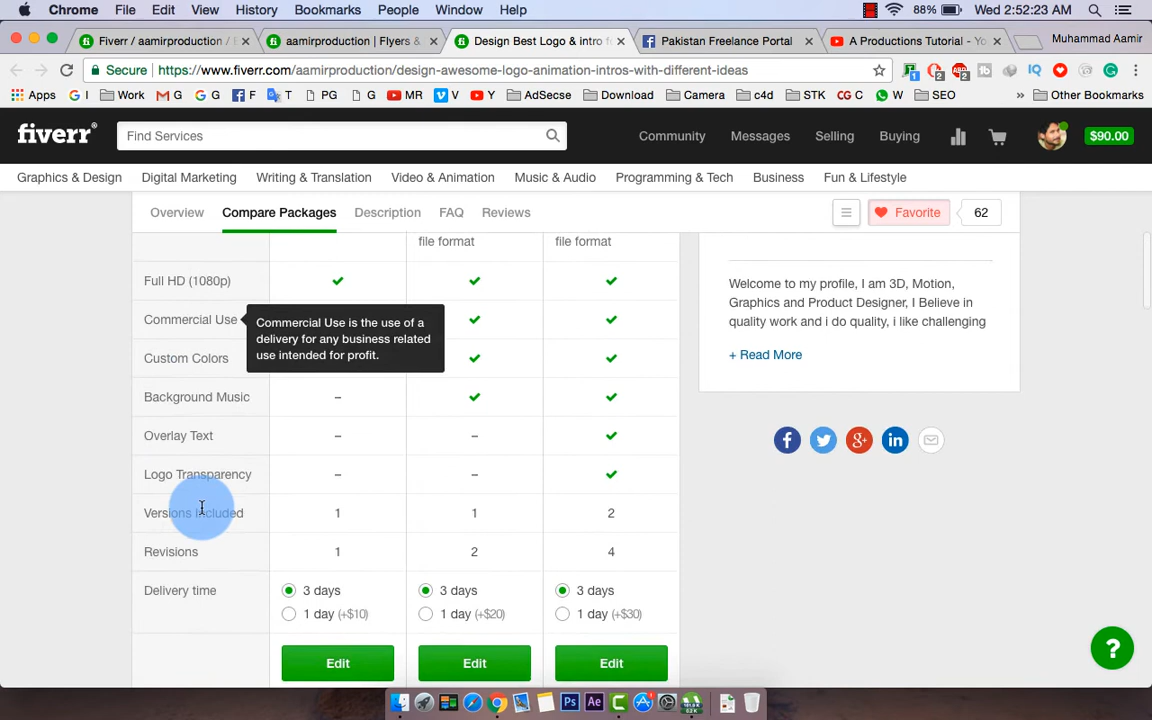 Chrome File Edit View History Bookmarks People Window Help 88% Wed 2:52:23 AM
Fiverr / aamirproduction / F aamirproduction | Flyers & Design Best Logo & intro f Pakistan Freelance Portal A Productions Tutorial - Yo Muhammad Aamir
Secure https://www.fiverr.com/aamirproduction/design-awesome-logo-animation-intros-with-different-ideas
Apps G I Work G G F T PG G MR V Y AdSecse Download Camera c4d STK CG C W SEO » Other Bookmarks
fiverr® Find Services Community Messages Selling Buying $90.00
Graphics & Design Digital Marketing Writing & Translation Video & Animation Music & Audio Programming & Tech Business Fun & Lifestyle
Overview Compare Packages Description FAQ Reviews Favorite 62
file format file format
Full HD (1080p)
Commercial Use
Commercial Use is the use of a
delivery for any business related
use intended for profit.
Custom Colors
Background Music –
Overlay Text – –
Logo Transparency – –
Versions Included 1 1 2
Revisions 1 2 4
Delivery time 3 days 3 days 3 days
1 day (+$10) 1 day (+$20) 1 day (+$30)
Edit Edit Edit
Welcome to my profile, I am 3D, Motion,
Graphics and Product Designer, I Believe in
quality work and i do quality, i like challenging
+ Read More
?